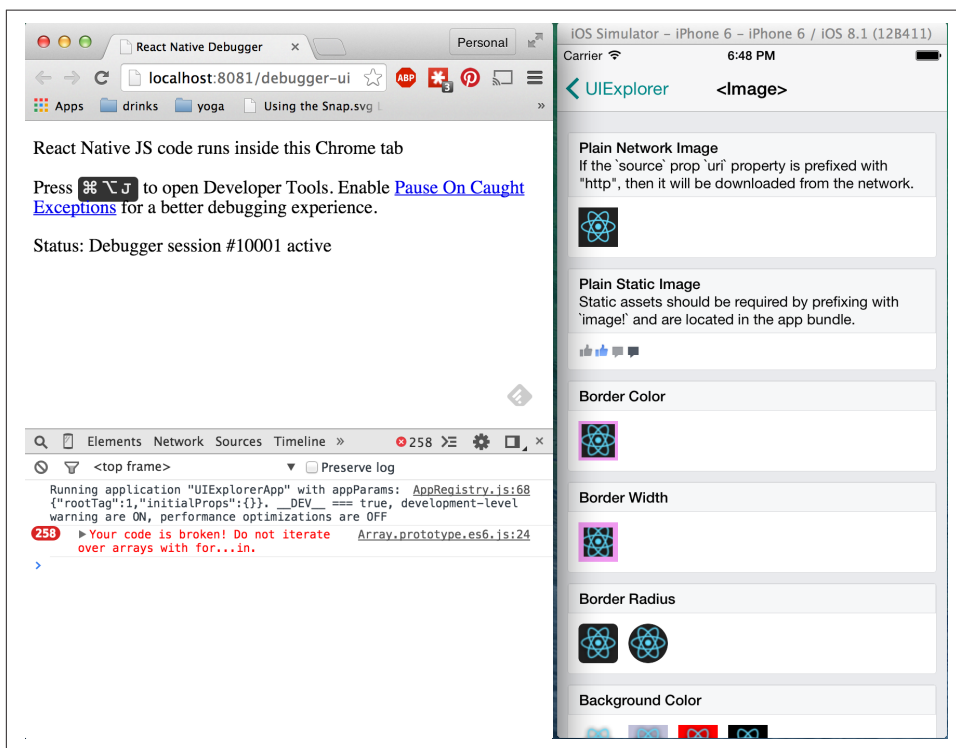 React Native Debugger
Personal
localhost:8081/debugger-ui
ABP
3
Apps
drinks
yoga
Using the Snap.svg
»
React Native JS code runs inside this Chrome tab
Press ⌘⌥J to open Developer Tools. Enable Pause On Caught
Exceptions for a better debugging experience.
Status: Debugger session #10001 active
Elements Network Sources Timeline » 258
<top frame> ▼ Preserve log
Running application "UIExplorerApp" with appParams: AppRegistry.js:68
{"rootTag":1,"initialProps":{}}. __DEV__ === true, development-level
warning are ON, performance optimizations are OFF
258 ▶Your code is broken! Do not iterate Array.prototype.es6.js:24
over arrays with for...in.
>
iOS Simulator – iPhone 6 – iPhone 6 / iOS 8.1 (12B411)
Carrier 6:48 PM
UIExplorer <Image>
Plain Network Image
If the `source` prop `uri` property is prefixed with
"http", then it will be downloaded from the network.
Plain Static Image
Static assets should be required by prefixing with
`image!` and are located in the app bundle.
Border Color
Border Width
Border Radius
Background Color